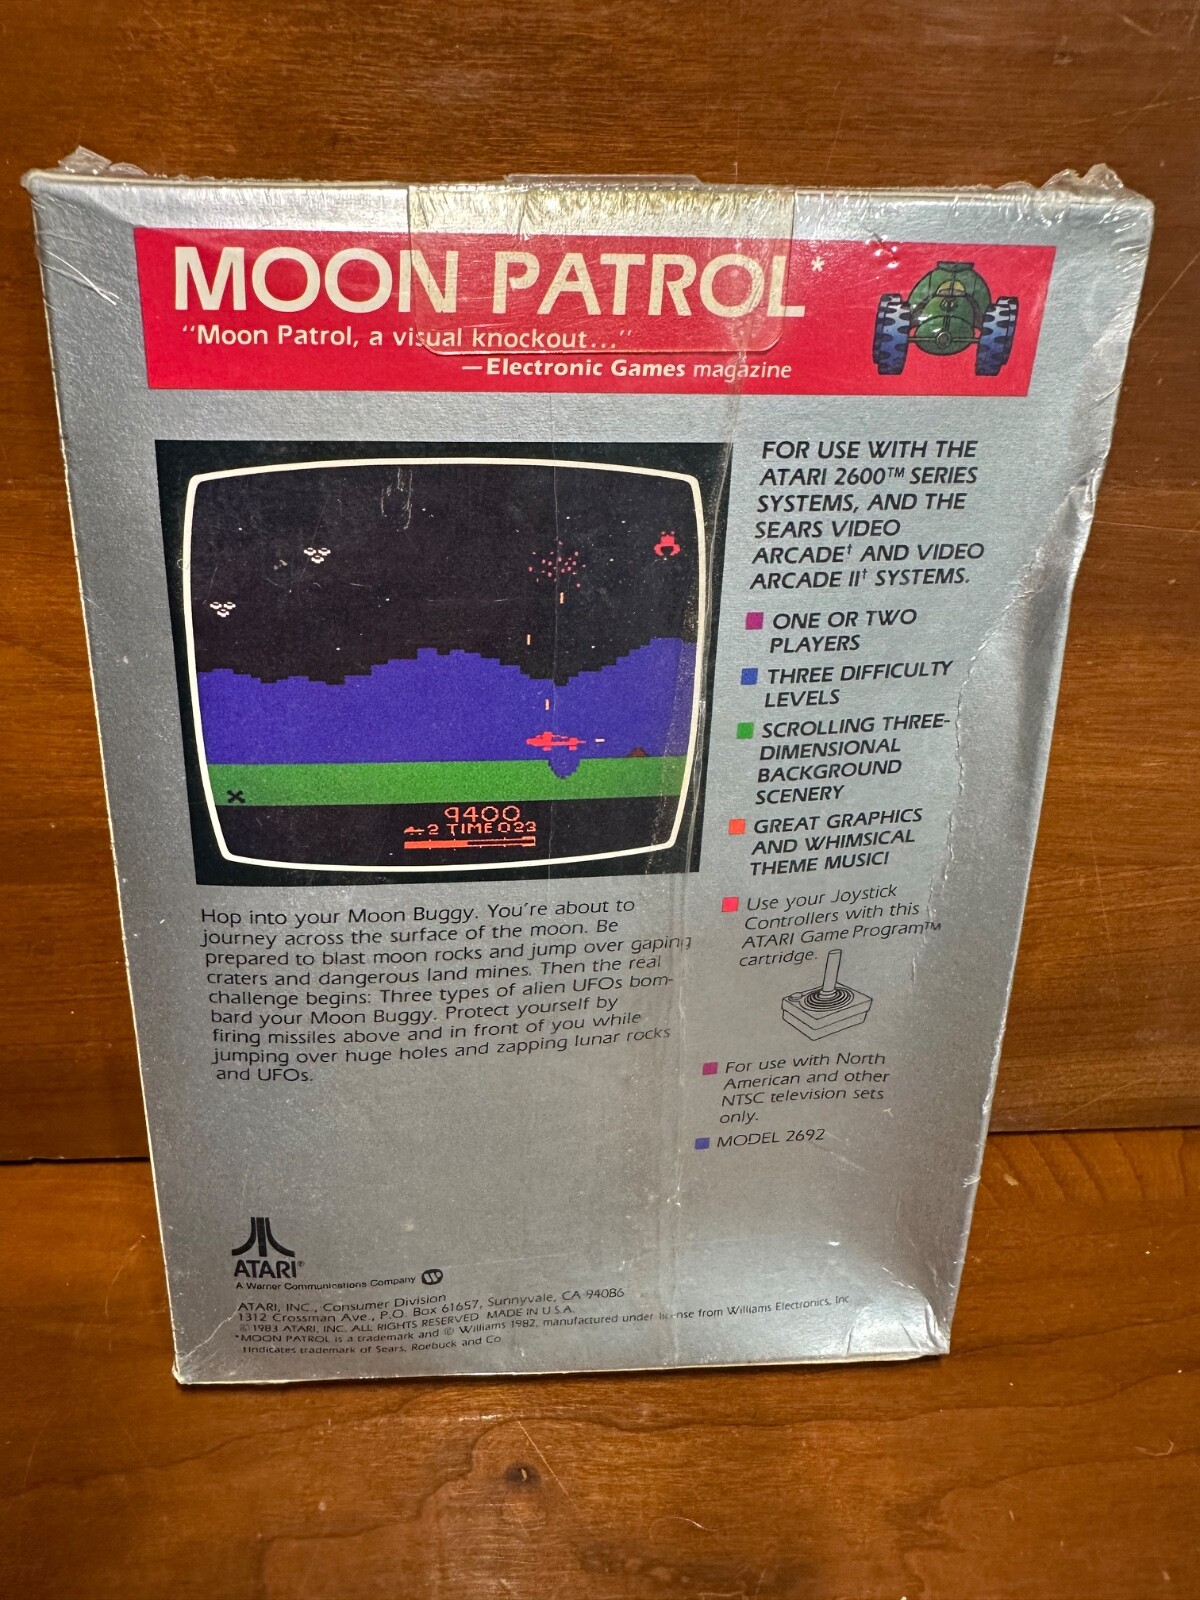 MOON PATROL*
"Moon Patrol, a visual knockout..."
—Electronic Games magazine
9400
2 TIME 023
FOR USE WITH THE
ATARI 2600™ SERIES
SYSTEMS, AND THE
SEARS VIDEO
ARCADE† AND VIDEO
ARCADE II† SYSTEMS.
ONE OR TWO
PLAYERS
THREE DIFFICULTY
LEVELS
SCROLLING THREE-
DIMENSIONAL
BACKGROUND
SCENERY
GREAT GRAPHICS
AND WHIMSICAL
THEME MUSIC!
Use your Joystick
Controllers with this
ATARI Game Program™
cartridge.
For use with North
American and other
NTSC television sets
only.
MODEL 2692
Hop into your Moon Buggy. You're about to
journey across the surface of the moon. Be
prepared to blast moon rocks and jump over gaping
craters and dangerous land mines. Then the real
challenge begins: Three types of alien UFOs bom-
bard your Moon Buggy. Protect yourself by
firing missiles above and in front of you while
jumping over huge holes and zapping lunar rocks
and UFOs.
ATARI®
A Warner Communications Company
ATARI, INC., Consumer Division
1312 Crossman Ave., P.O. Box 61657, Sunnyvale, CA 94086
© 1983 ATARI, INC. ALL RIGHTS RESERVED MADE IN U.S.A.
*MOON PATROL is a trademark and © Williams 1982, manufactured under license from Williams Electronics, Inc.
†Indicates trademark of Sears, Roebuck and Co.